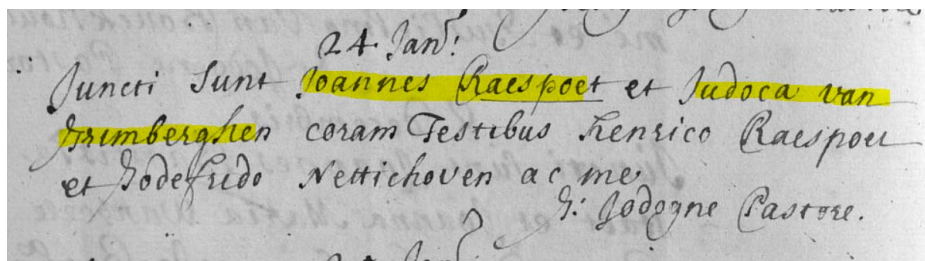 24 Jan:
Juncti sunt Joannes Raespoet et Judoca van
Grimberghen coram Testibus Henrico Raespoet
et Godefrido Nettichoven ac me
G: Jodogne Pastore.